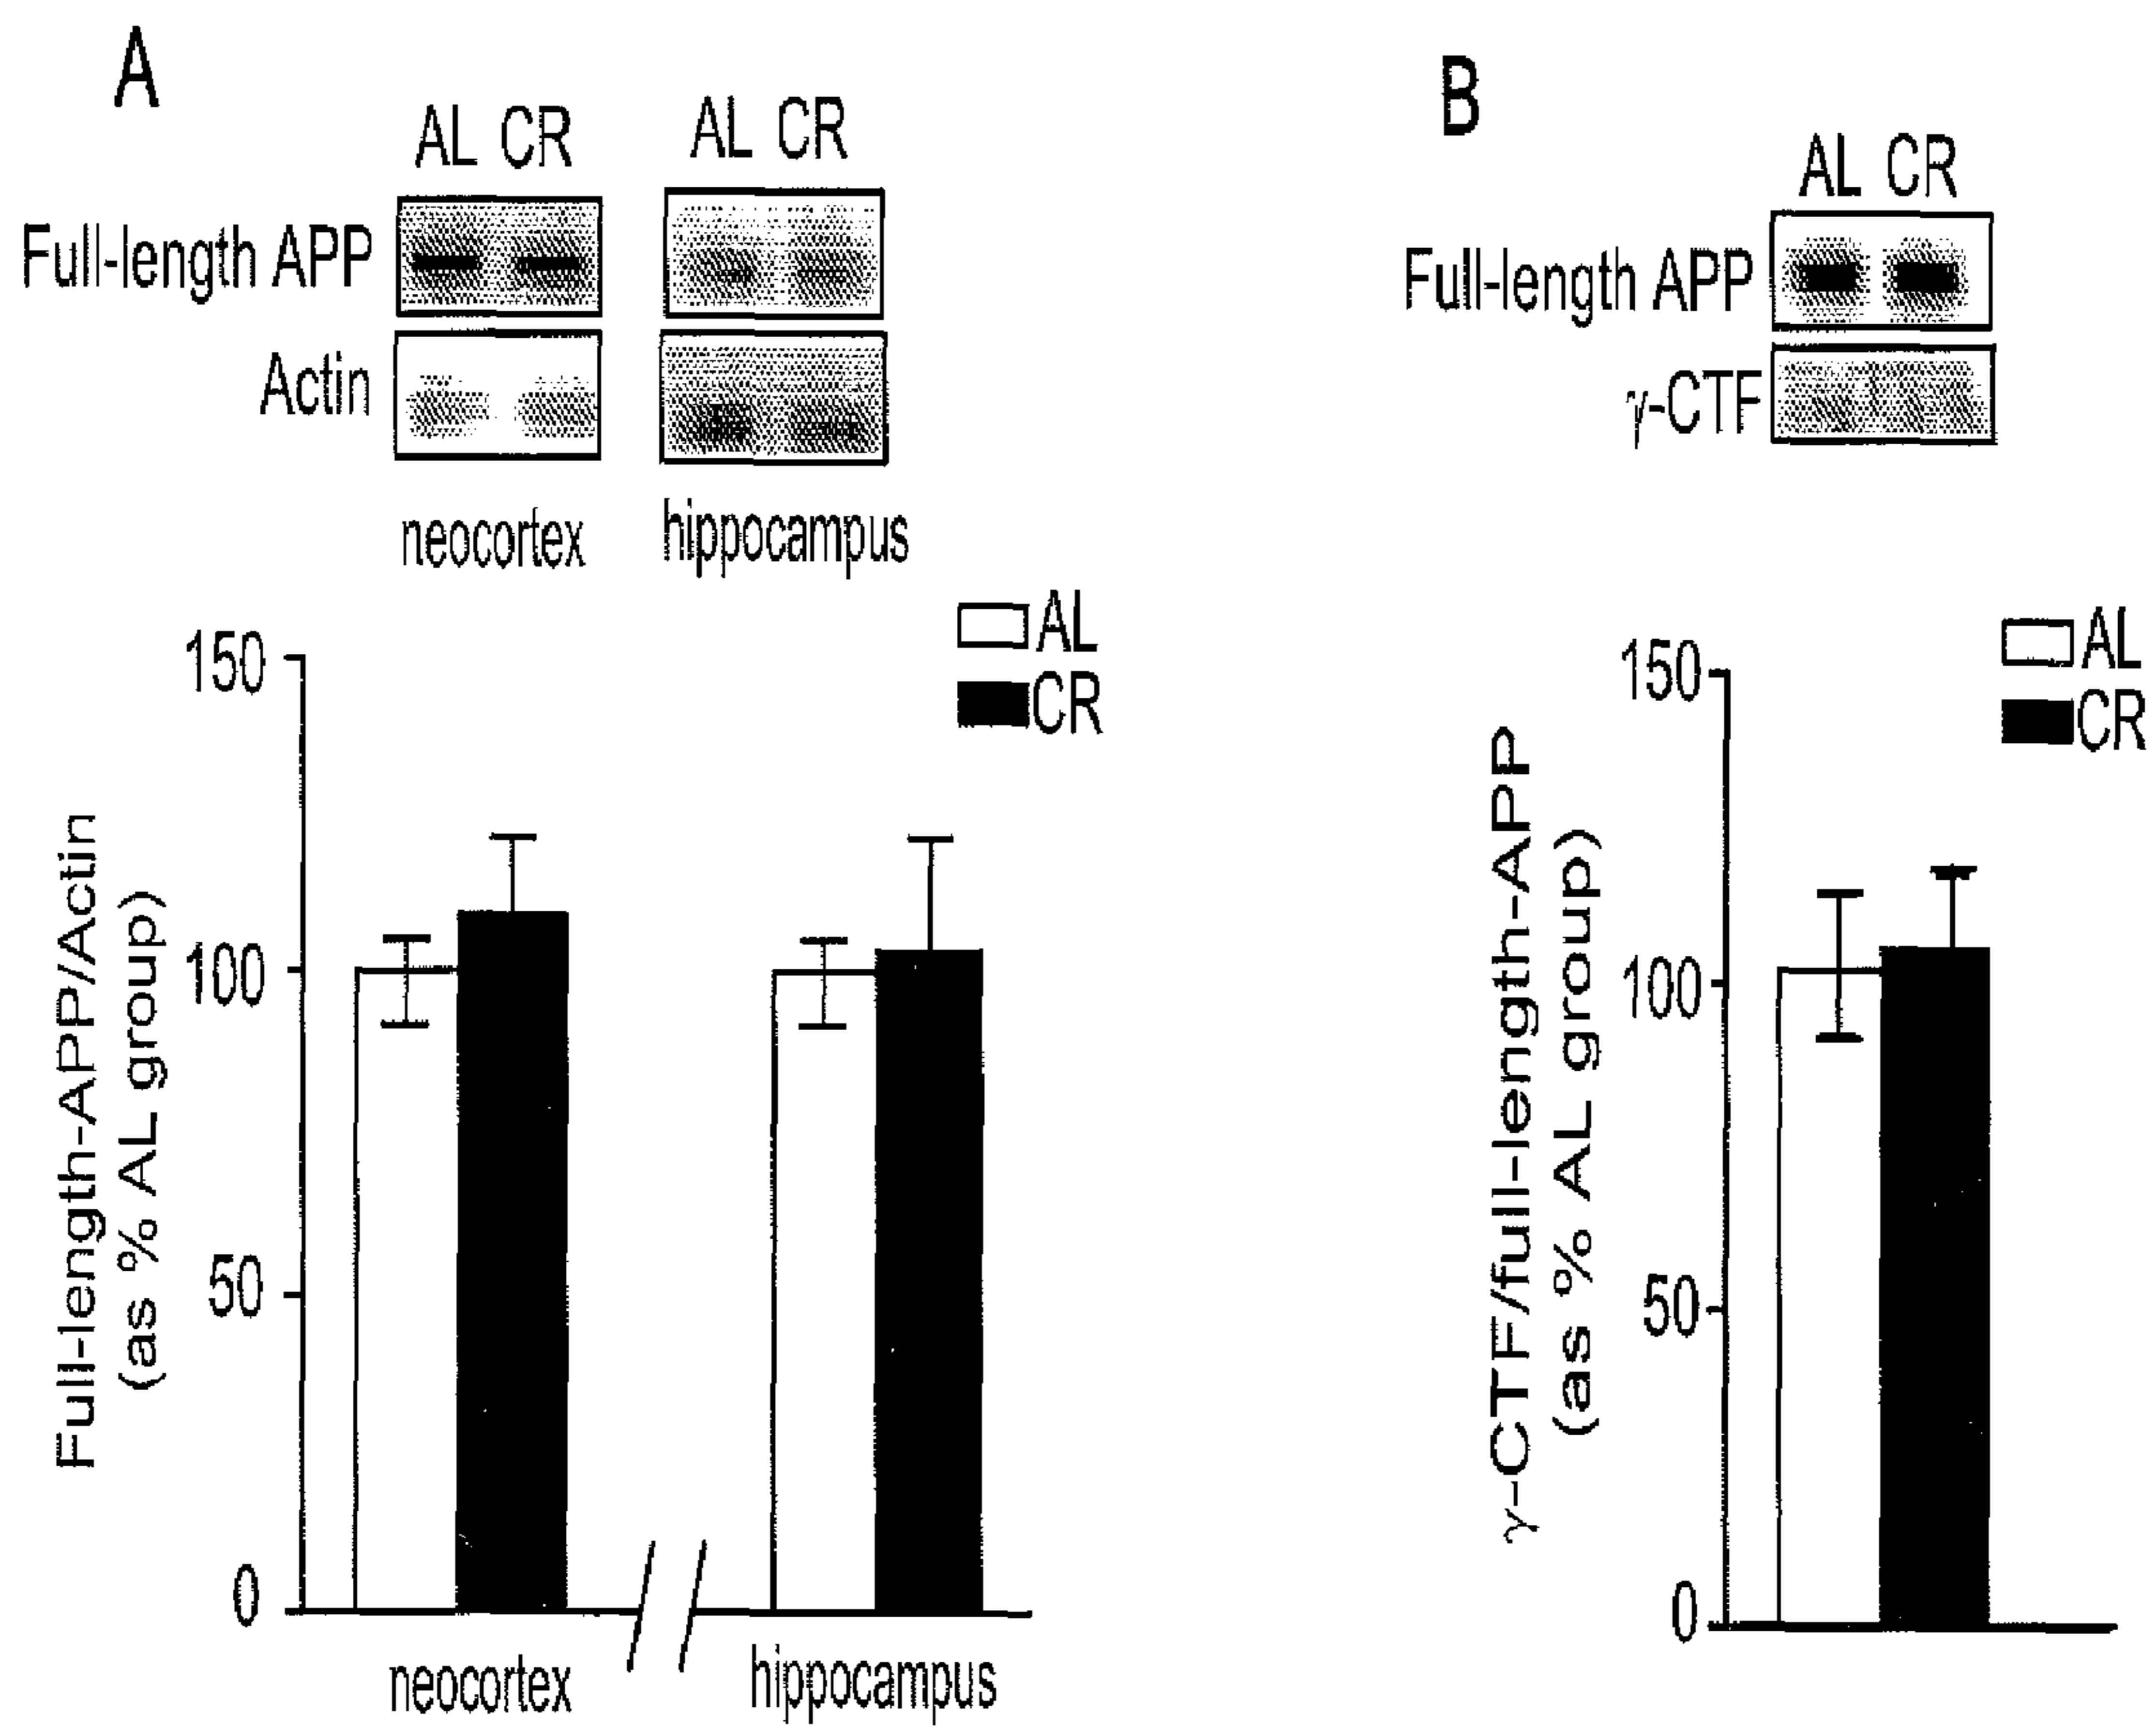 A
AL CR
AL CR
Full-length APP
Actin
neocortex
hippocampus
AL
CR
150
100
50
0
Full-length-APP/Actin
(as % AL group)
neocortex
hippocampus
B
AL CR
Full-length APP
γ-CTF
AL
CR
150
100
50
0
γ-CTF/full-length-APP
(as % AL group)